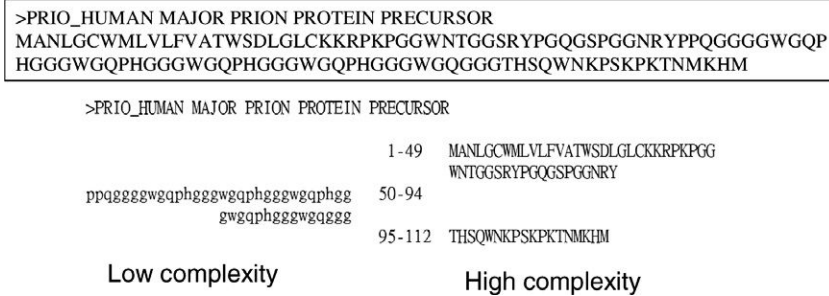 >PRIO_HUMAN MAJOR PRION PROTEIN PRECURSOR
MANLGCWMLVLFVATWSDLGLCKKRPKPGGWNTGGSRYPGQGSPGGNRYPPQGGGGWGQP
HGGGWGQPHGGGWGQPHGGGWGQPHGGGWGQGGGTHSQWNKPSKPKTNMKHM
>PRIO_HUMAN MAJOR PRION PROTEIN PRECURSOR
1-49 MANLGCWMLVLFVATWSDLGLCKKRPKPGG
WNTGGSRYPGQGSPGGNRY
ppqggggwgqphgggwgqphgggwgqphgg 50-94
gwgqphgggwgqggg
95-112 THSQWNKPSKPKTNMKHM
Low complexity High complexity